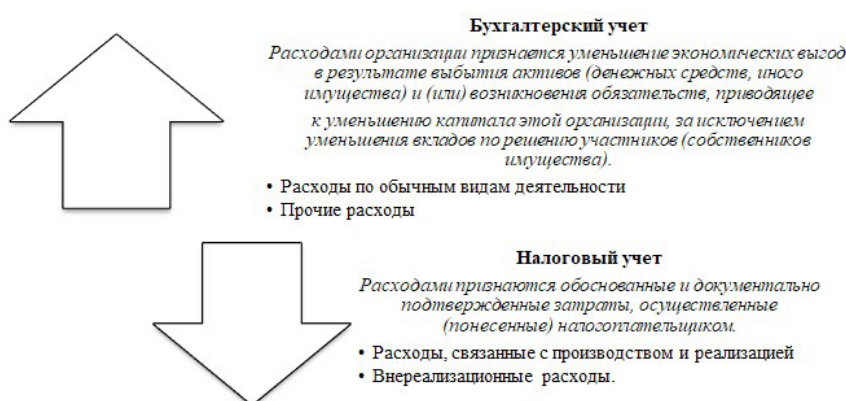 Бухгалтерский учет
Расходами организации признается уменьшение экономических выгод
в результате выбытия активов (денежных средств, иного
имущества) и (или) возникновения обязательств, приводящее
к уменьшению капитала этой организации, за исключением
уменьшения вкладов по решению участников (собственников
имущества).
• Расходы по обычным видам деятельности
• Прочие расходы
Налоговый учет
Расходами признаются обоснованные и документально
подтвержденные затраты, осуществленные
(понесенные) налогоплательщиком.
• Расходы, связанные с производством и реализацией
• Внереализационные расходы.